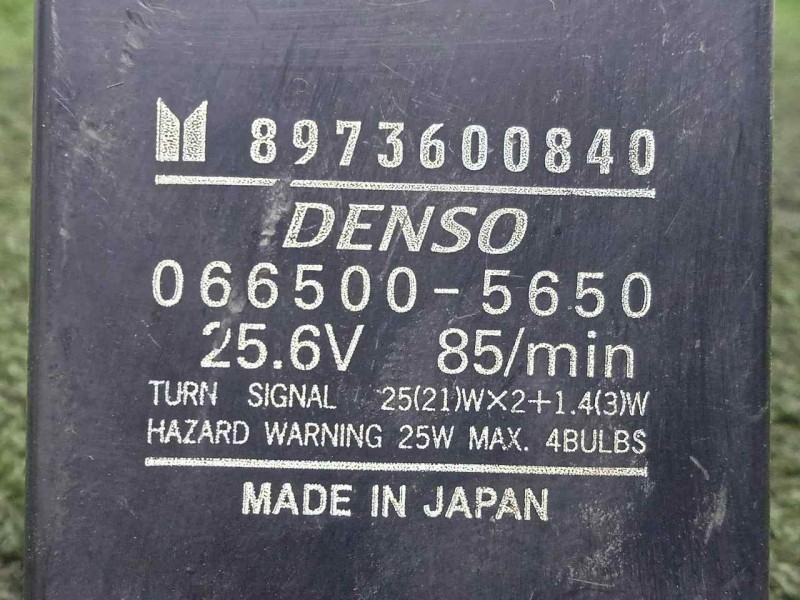 8973600840
DENSO
066500-5650
25.6V 85/min
TURN SIGNAL 25(21)W×2+1.4(3)W
HAZARD WARNING 25W MAX. 4BULBS
MADE IN JAPAN